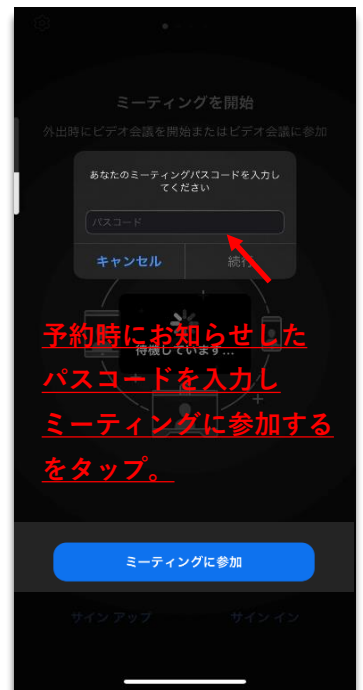 ミーティングを開始
外出時にビデオ会議を開始またはビデオ会議に参加
あなたのミーティングパスコードを入力し
てください
パスコード
キャンセル 続行
待機しています...
予約時にお知らせした
パスコードを入力し
ミーティングに参加する
をタップ。
ミーティングに参加
サインアップ サインイン